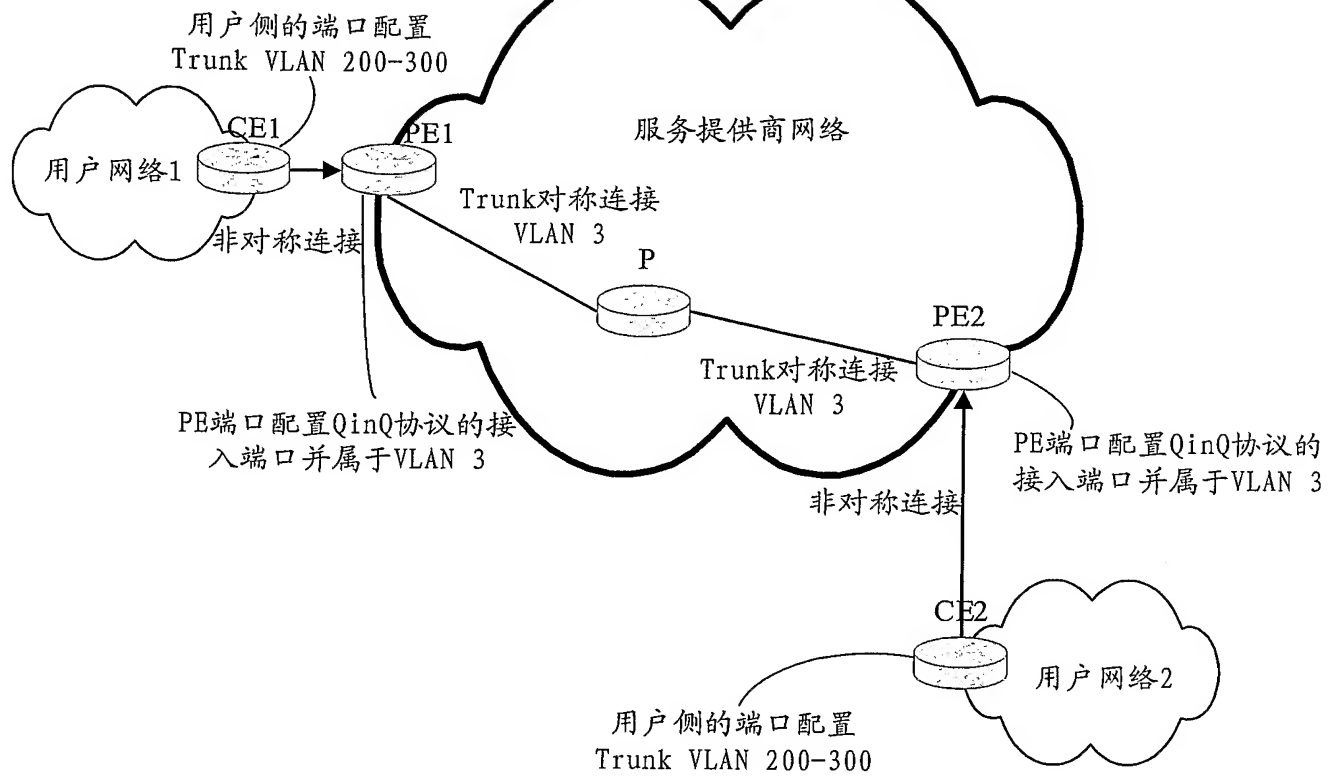 用户侧的端口配置
Trunk VLAN 200-300
CE1
PE1
服务提供商网络
用户网络1
Trunk对称连接
VLAN 3
非对称连接
P
PE2
Trunk对称连接
VLAN 3
PE端口配置QinQ协议的接
入端口并属于VLAN 3
PE端口配置QinQ协议的
接入端口并属于VLAN 3
非对称连接
CE2
用户网络2
用户侧的端口配置
Trunk VLAN 200-300